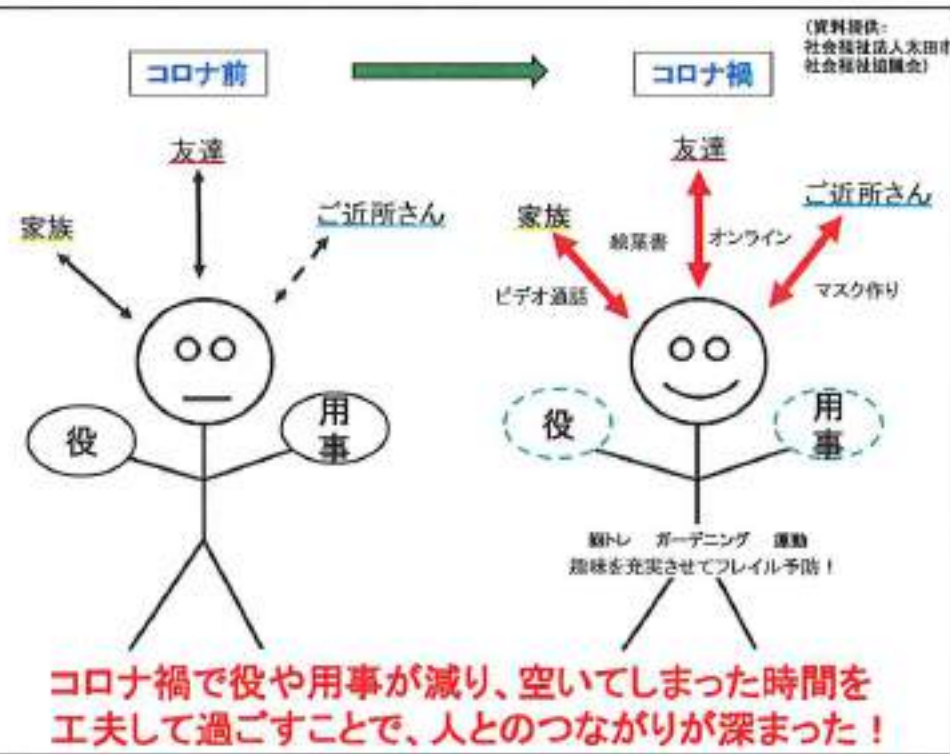 (資料提供:
社会福祉法人太田市
社会福祉協議会)
コロナ前
コロナ禍
友達
家族
ご近所さん
役
用事
友達
家族
ご近所さん
絵葉書
オンライン
ビデオ通話
マスク作り
役
用事
脳トレ ガーデニング 運動
趣味を充実させてフレイル予防!
コロナ禍で役や用事が減り、空いてしまった時間を
工夫して過ごすことで、人とのつながりが深まった!